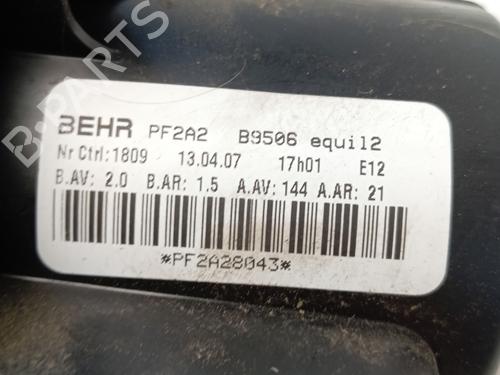 B-PARTS
BEHR PF2A2 B9506 equil2
Nr Ctrl:1809 13.04.07 17h01 E12
B.AV: 2.0 B.AR: 1.5 A.AV: 144 A.AR: 21
*PF2A28043*